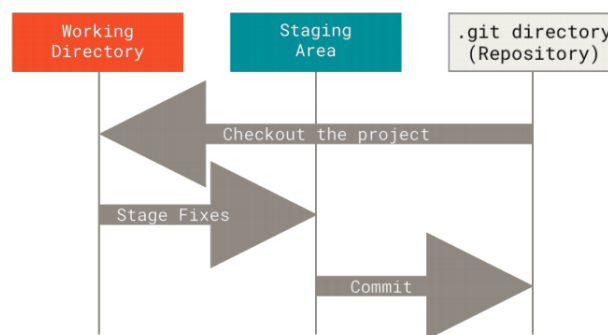 Working
Directory
Staging
Area
.git directory
(Repository)
Checkout the project
Stage Fixes
Commit